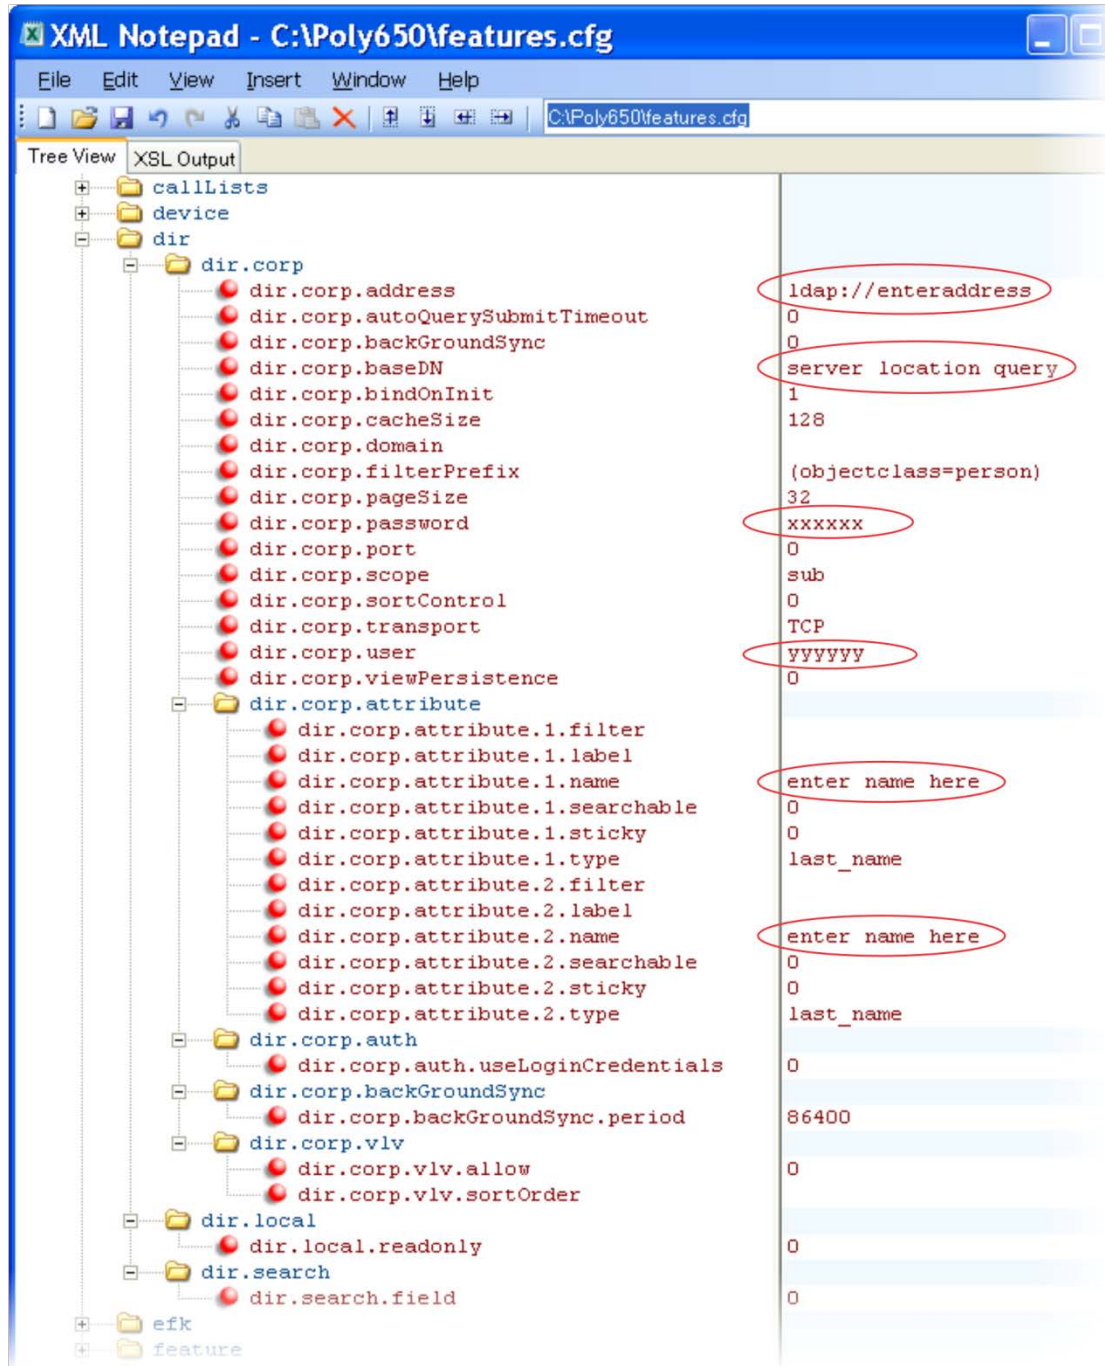 XML Notepad - C:\Poly650\features.cfg
File Edit View Insert Window Help
C:\Poly650\features.cfg
Tree View XSL Output
callLists
device
dir
dir.corp
dir.corp.address ldap://enteraddress
dir.corp.autoQuerySubmitTimeout 0
dir.corp.backGroundSync 0
dir.corp.baseDN server location query
dir.corp.bindOnInit 1
dir.corp.cacheSize 128
dir.corp.domain
dir.corp.filterPrefix (objectclass=person)
dir.corp.pageSize 32
dir.corp.password xxxxxx
dir.corp.port 0
dir.corp.scope sub
dir.corp.sortControl 0
dir.corp.transport TCP
dir.corp.user yyyyyy
dir.corp.viewPersistence 0
dir.corp.attribute
dir.corp.attribute.1.filter
dir.corp.attribute.1.label
dir.corp.attribute.1.name enter name here
dir.corp.attribute.1.searchable 0
dir.corp.attribute.1.sticky 0
dir.corp.attribute.1.type last_name
dir.corp.attribute.2.filter
dir.corp.attribute.2.label
dir.corp.attribute.2.name enter name here
dir.corp.attribute.2.searchable 0
dir.corp.attribute.2.sticky 0
dir.corp.attribute.2.type last_name
dir.corp.auth
dir.corp.auth.useLoginCredentials 0
dir.corp.backGroundSync
dir.corp.backGroundSync.period 86400
dir.corp.vlv
dir.corp.vlv.allow 0
dir.corp.vlv.sortOrder
dir.local
dir.local.readonly 0
dir.search
dir.search.field 0
efk
feature